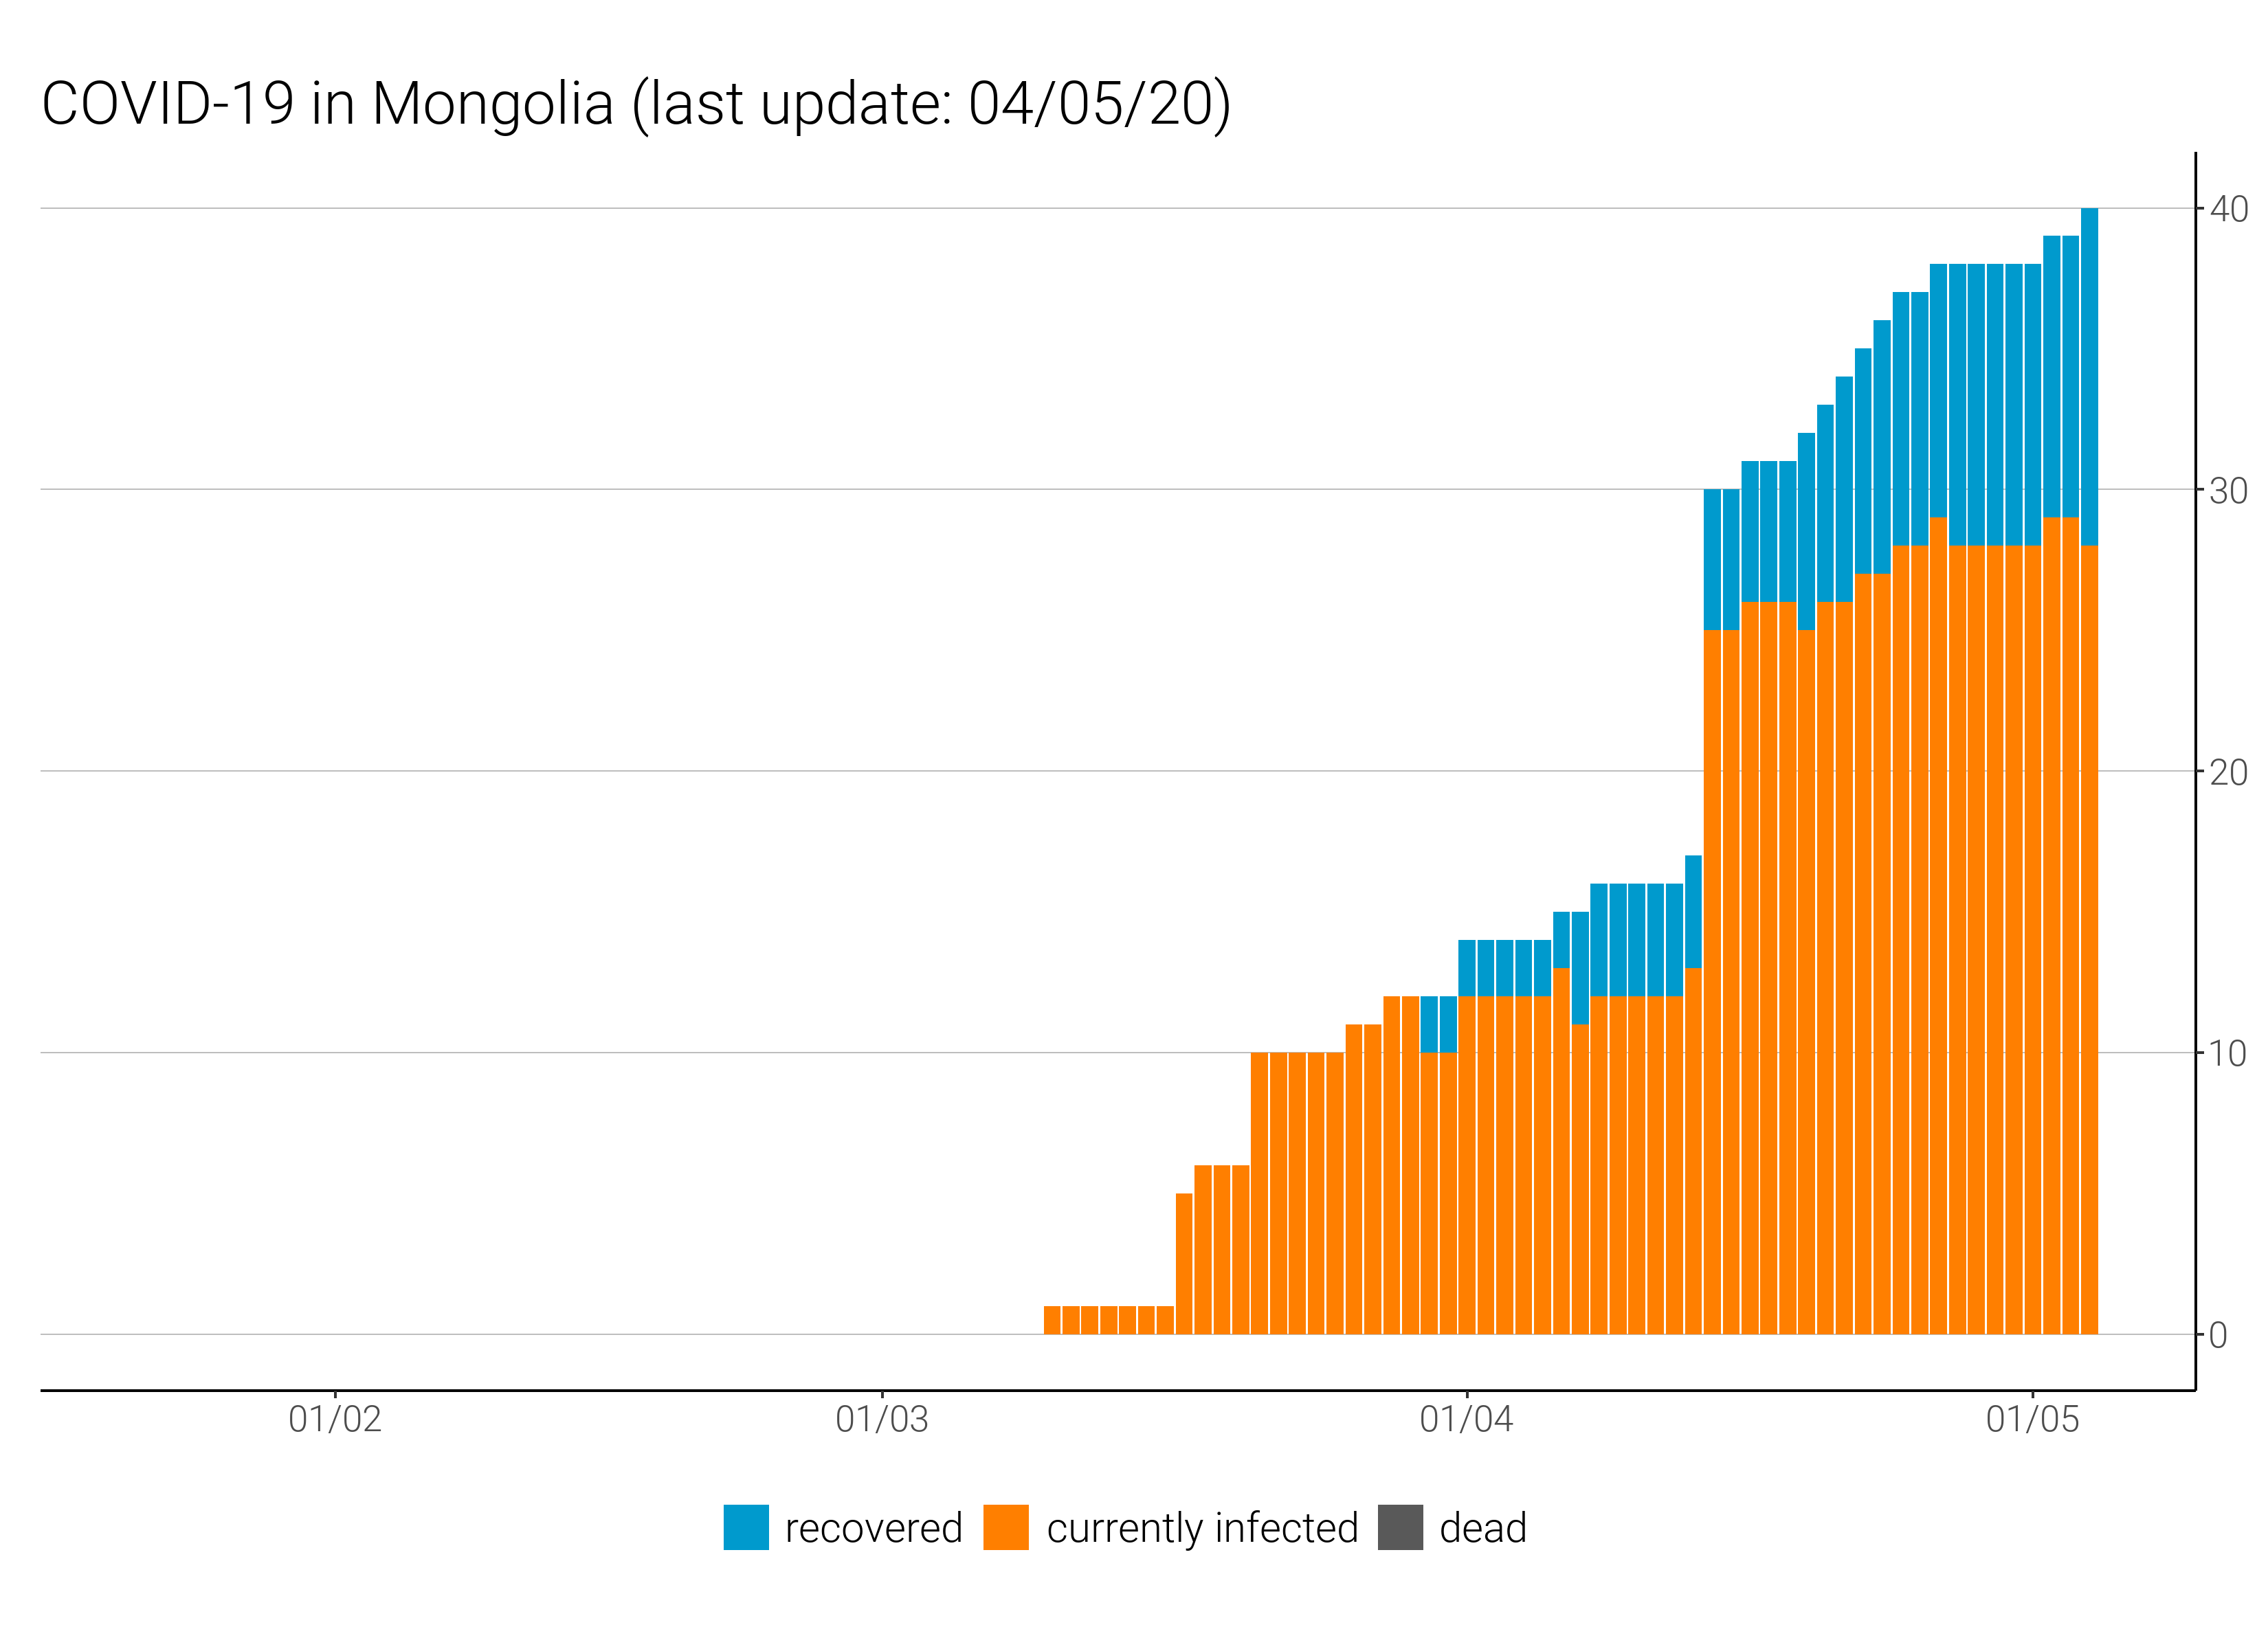 COVID-19 in Mongolia (last update: 04/05/20)
40
30
20
10
0
01/02 01/03 01/04 01/05
recovered currently infected dead